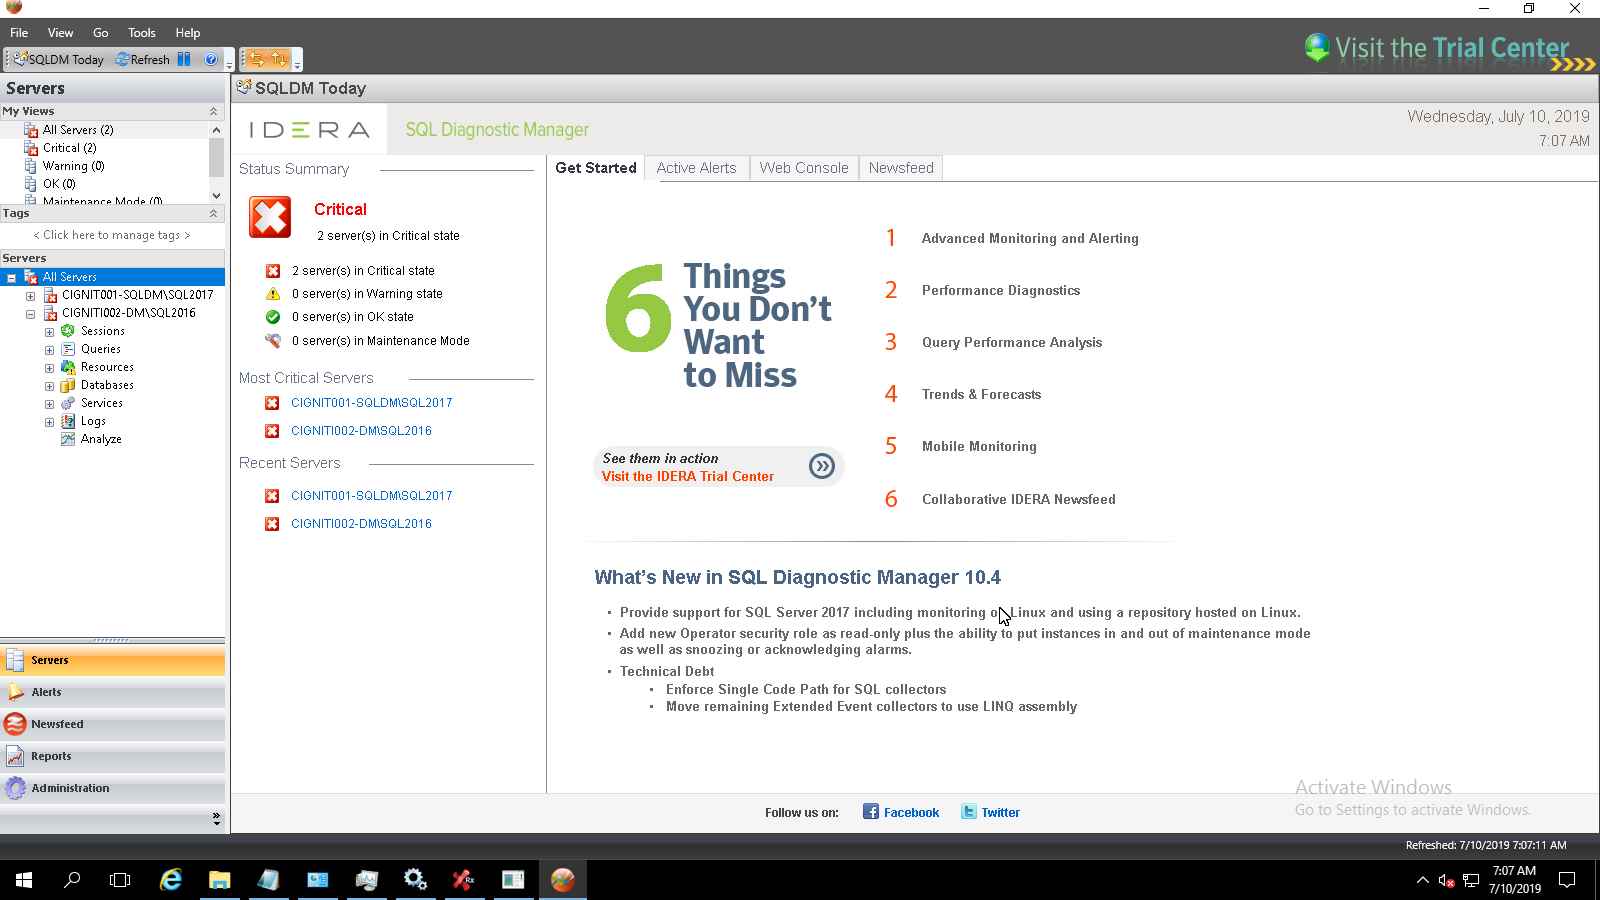 File View Go Tools Help
SQLDM Today Refresh
Visit the Trial Center
Servers
My Views
All Servers (2)
Critical (2)
Warning (0)
OK (0)
Maintenance Mode (0)
Tags
< Click here to manage tags >
Servers
All Servers
CIGNIT001-SQLDM\SQL2017
CIGNITI002-DM\SQL2016
Sessions
Queries
Resources
Databases
Services
Logs
Analyze
Servers
Alerts
Newsfeed
Reports
Administration
SQLDM Today
IDERA SQL Diagnostic Manager
Wednesday, July 10, 2019
7:07 AM
Status Summary
Critical
2 server(s) in Critical state
2 server(s) in Critical state
0 server(s) in Warning state
0 server(s) in OK state
0 server(s) in Maintenance Mode
Most Critical Servers
CIGNIT001-SQLDM\SQL2017
CIGNITI002-DM\SQL2016
Recent Servers
CIGNIT001-SQLDM\SQL2017
CIGNITI002-DM\SQL2016
Get Started Active Alerts Web Console Newsfeed
6 Things
You Don't
Want
to Miss
See them in action
Visit the IDERA Trial Center
1 Advanced Monitoring and Alerting
2 Performance Diagnostics
3 Query Performance Analysis
4 Trends & Forecasts
5 Mobile Monitoring
6 Collaborative IDERA Newsfeed
What's New in SQL Diagnostic Manager 10.4
• Provide support for SQL Server 2017 including monitoring on Linux and using a repository hosted on Linux.
• Add new Operator security role as read-only plus the ability to put instances in and out of maintenance mode
as well as snoozing or acknowledging alarms.
• Technical Debt
• Enforce Single Code Path for SQL collectors
• Move remaining Extended Event collectors to use LINQ assembly
Activate Windows
Go to Settings to activate Windows.
Follow us on: Facebook Twitter
Refreshed: 7/10/2019 7:07:11 AM
7:07 AM
7/10/2019